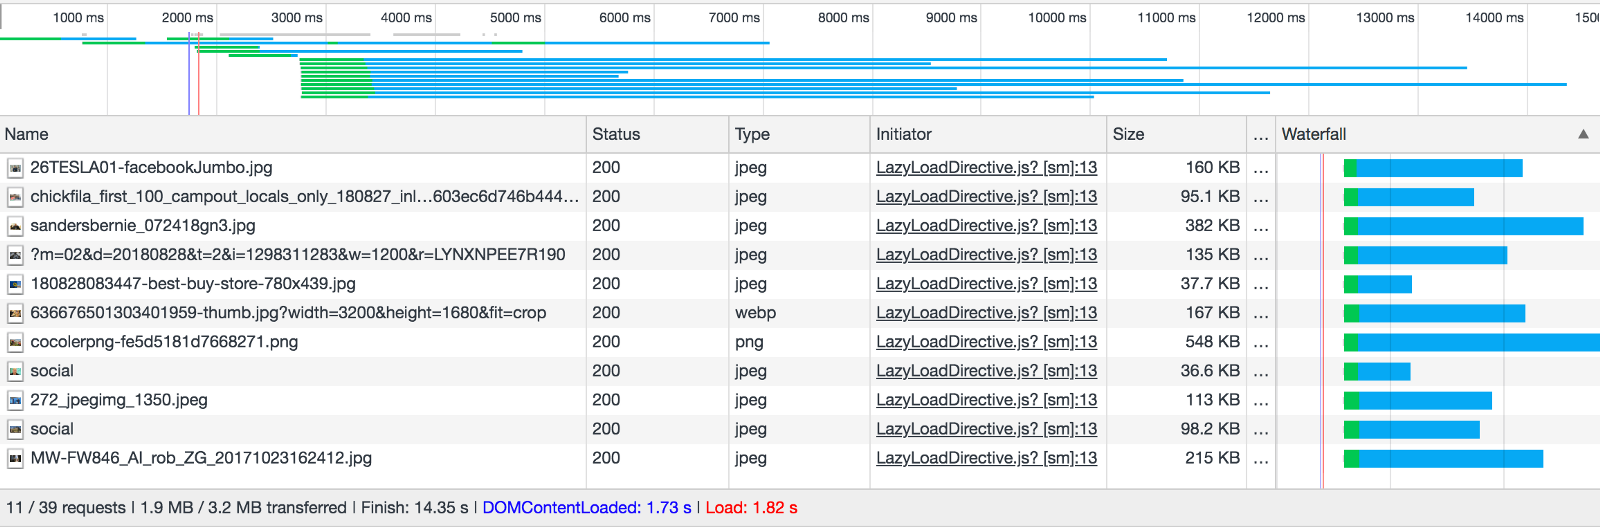 1000 ms 2000 ms 3000 ms 4000 ms 5000 ms 6000 ms 7000 ms 8000 ms 9000 ms 10000 ms 11000 ms 12000 ms 13000 ms 14000 ms 1500
Name Status Type Initiator Size ... Waterfall ▲
26TESLA01-facebookJumbo.jpg 200 jpeg LazyLoadDirective.js? [sm]:13 160 KB ...
chickfila_first_100_campout_locals_only_180827_inl…603ec6d746b444... 200 jpeg LazyLoadDirective.js? [sm]:13 95.1 KB ...
sandersbernie_072418gn3.jpg 200 jpeg LazyLoadDirective.js? [sm]:13 382 KB ...
?m=02&d=20180828&t=2&i=1298311283&w=1200&r=LYNXNPEE7R190 200 jpeg LazyLoadDirective.js? [sm]:13 135 KB ...
180828083447-best-buy-store-780x439.jpg 200 jpeg LazyLoadDirective.js? [sm]:13 37.7 KB ...
636676501303401959-thumb.jpg?width=3200&height=1680&fit=crop 200 webp LazyLoadDirective.js? [sm]:13 167 KB ...
cocolerpng-fe5d5181d7668271.png 200 png LazyLoadDirective.js? [sm]:13 548 KB ...
social 200 jpeg LazyLoadDirective.js? [sm]:13 36.6 KB ...
272_jpegimg_1350.jpeg 200 jpeg LazyLoadDirective.js? [sm]:13 113 KB ...
social 200 jpeg LazyLoadDirective.js? [sm]:13 98.2 KB ...
MW-FW846_AI_rob_ZG_20171023162412.jpg 200 jpeg LazyLoadDirective.js? [sm]:13 215 KB ...
11 / 39 requests | 1.9 MB / 3.2 MB transferred | Finish: 14.35 s | DOMContentLoaded: 1.73 s | Load: 1.82 s